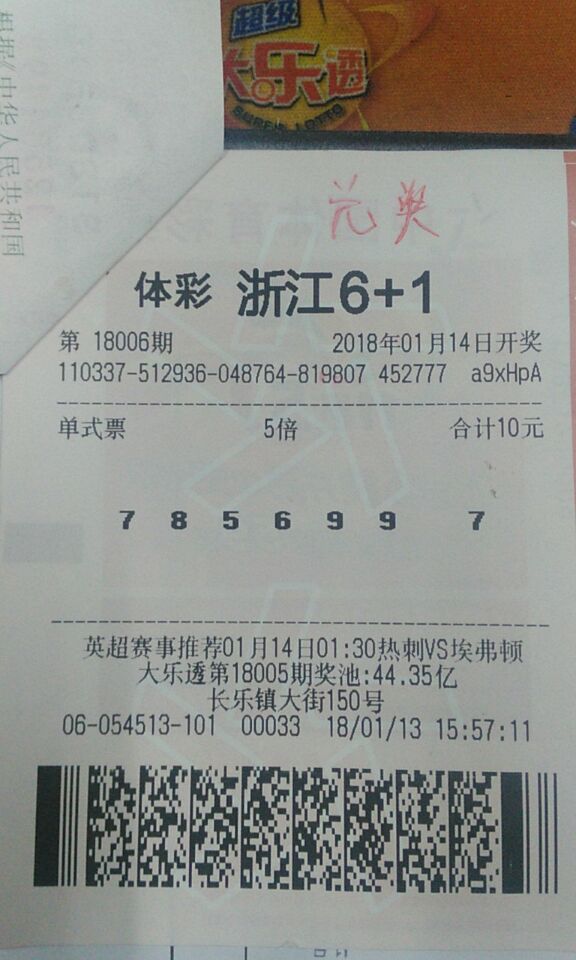 超级
大乐透
SUPER LOTTO
根据《中华人民共和国
兑奖
体彩 浙江6+1
第 18006期 2018年01月14日开奖
110337-512936-048764-819807 452777 a9xHpA
单式票 5倍 合计10元
7 8 5 6 9 9 7
英超赛事推荐01月14日01:30热刺VS埃弗顿
大乐透第18005期奖池:44.35亿
长乐镇大街150号
06-054513-101 00033 18/01/13 15:57:11